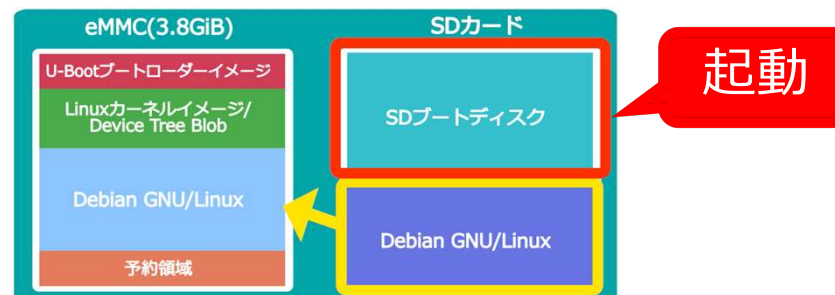 eMMC(3.8GiB)
U-Bootブートローダーイメージ
Linuxカーネルイメージ/
Device Tree Blob
Debian GNU/Linux
予約領域
SDカード
SDブートディスク
Debian GNU/Linux
起動